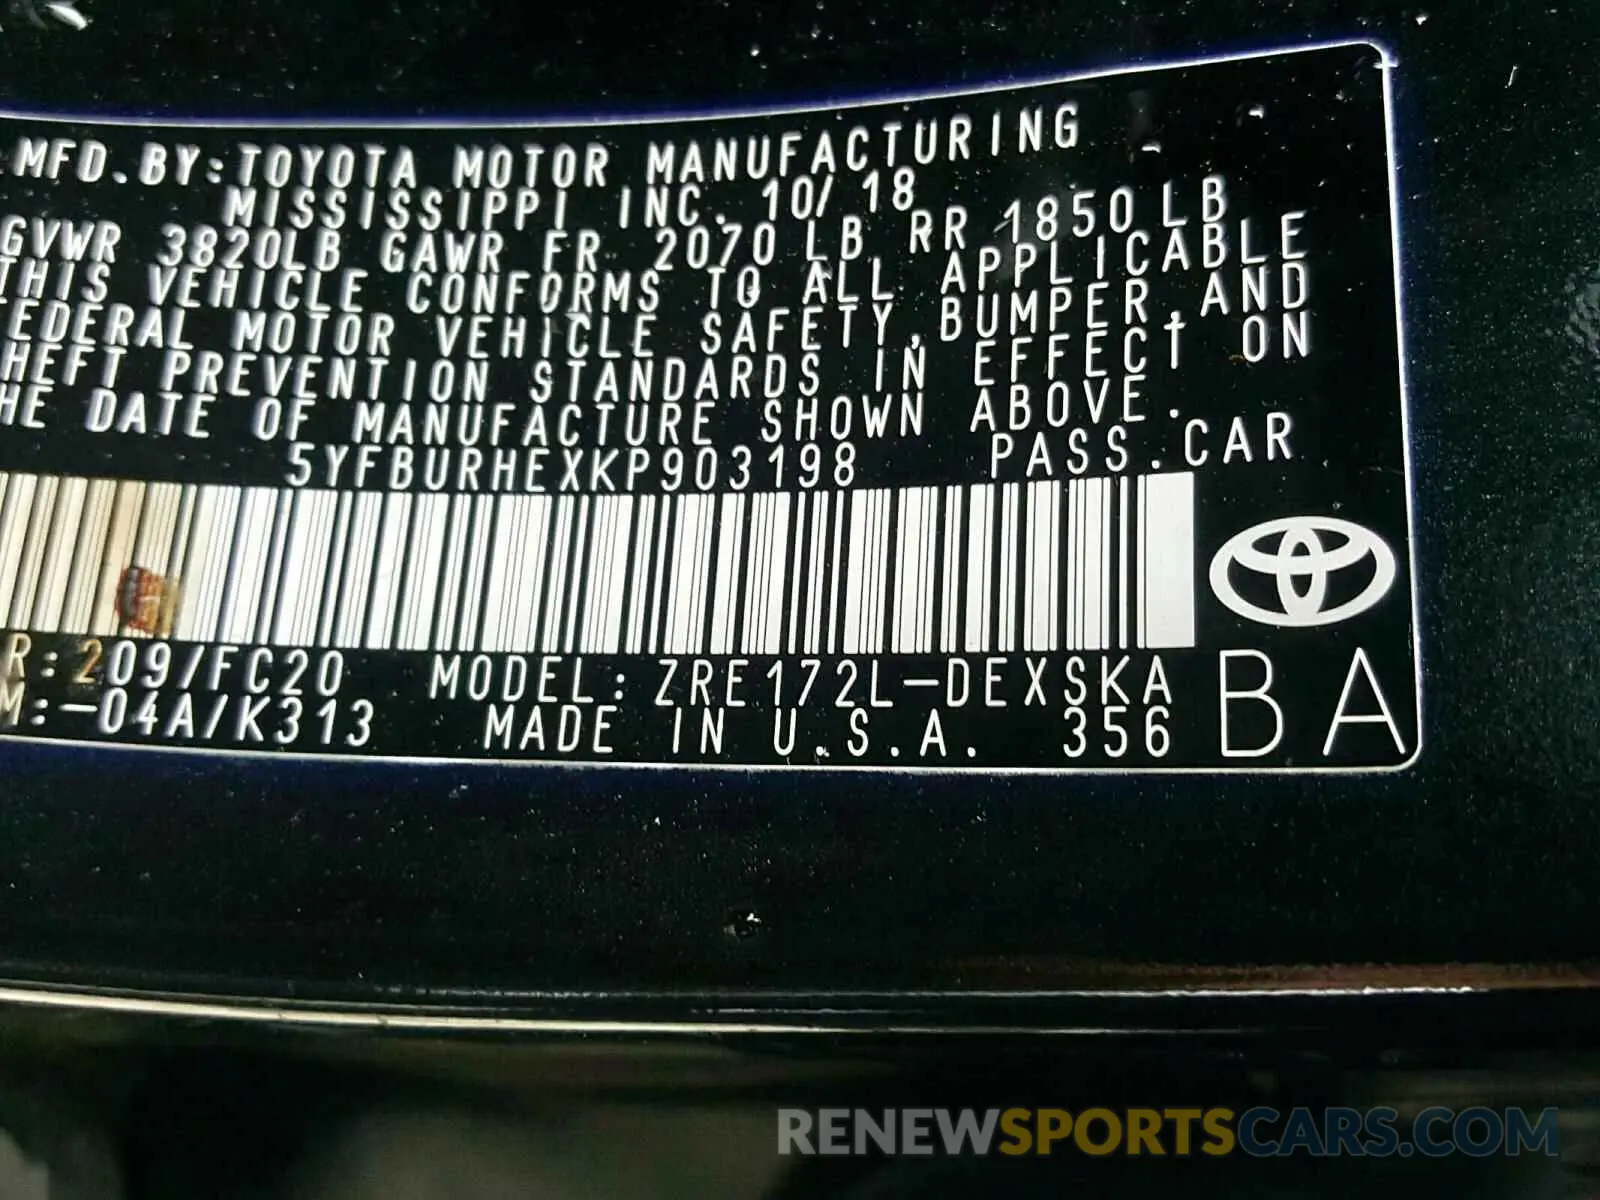 MFD.BY:TOYOTA MOTOR MANUFACTURING
MISSISSIPPI INC. 10/18
GVWR 3820LB GAWR FR. 2070 LB, RR 1850LB
THIS VEHICLE CONFORMS TO ALL APPLICABLE
EDERAL MOTOR VEHICLE SAFETY,BUMPER,AND
HEFT PREVENTION STANDARDS IN EFFECT ON
HE DATE OF MANUFACTURE SHOWN ABOVE.
5YFBURHEXKP903198 PASS.CAR
R:209/FC20 MODEL:ZRE172L-DEXSKA
M:-04A/K313 MADE IN U.S.A. 356
BA
RENEWSPORTSCARS.COM